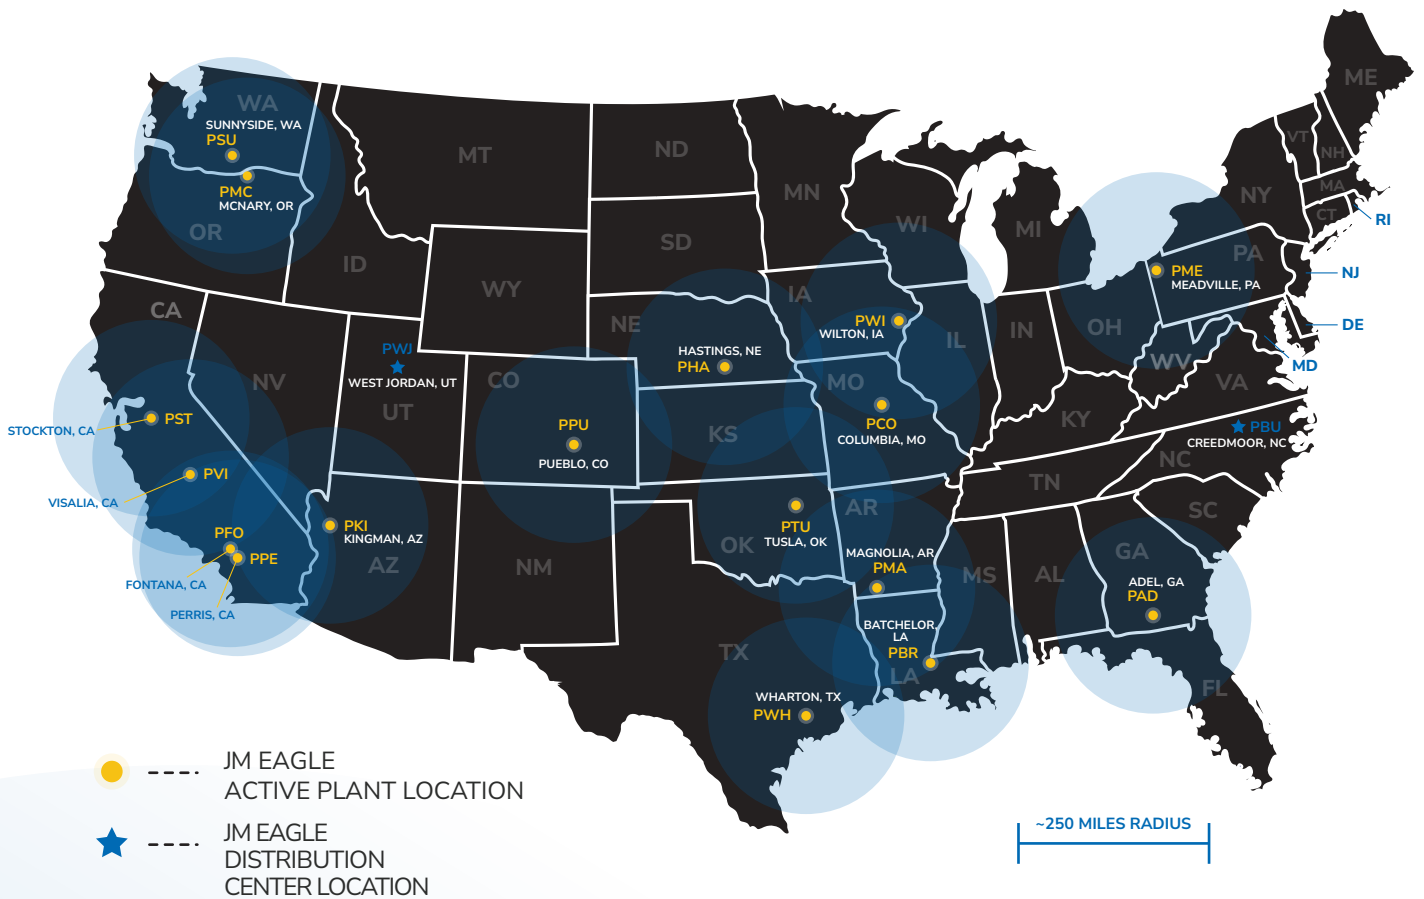 WA
SUNNYSIDE, WA
PSU
PMC
MCNARY, OR
OR
MT
ID
ND
MN
SD
WY
WI
MI
ME
VT
NH
MA
CT
NY
RI
PA
NJ
DE
MD
PME
MEADVILLE, PA
OH
IN
IL
IA
PWI
WILTON, IA
NE
HASTINGS, NE
PHA
CA
NV
PWJ
WEST JORDAN, UT
UT
CO
PPU
PUEBLO, CO
KS
MO
PCO
COLUMBIA, MO
KY
WV
VA
PBU
CREEDMOOR, NC
NC
TN
SC
STOCKTON, CA
PST
PVI
VISALIA, CA
PFO
PPE
FONTANA, CA
PERRIS, CA
PKI
KINGMAN, AZ
AZ
NM
OK
PTU
TUSLA, OK
AR
MAGNOLIA, AR
PMA
MS
AL
GA
ADEL, GA
PAD
BATCHELOR,
LA
PBR
LA
TX
WHARTON, TX
PWH
FL
JM EAGLE
ACTIVE PLANT LOCATION
JM EAGLE
DISTRIBUTION
CENTER LOCATION
~250 MILES RADIUS